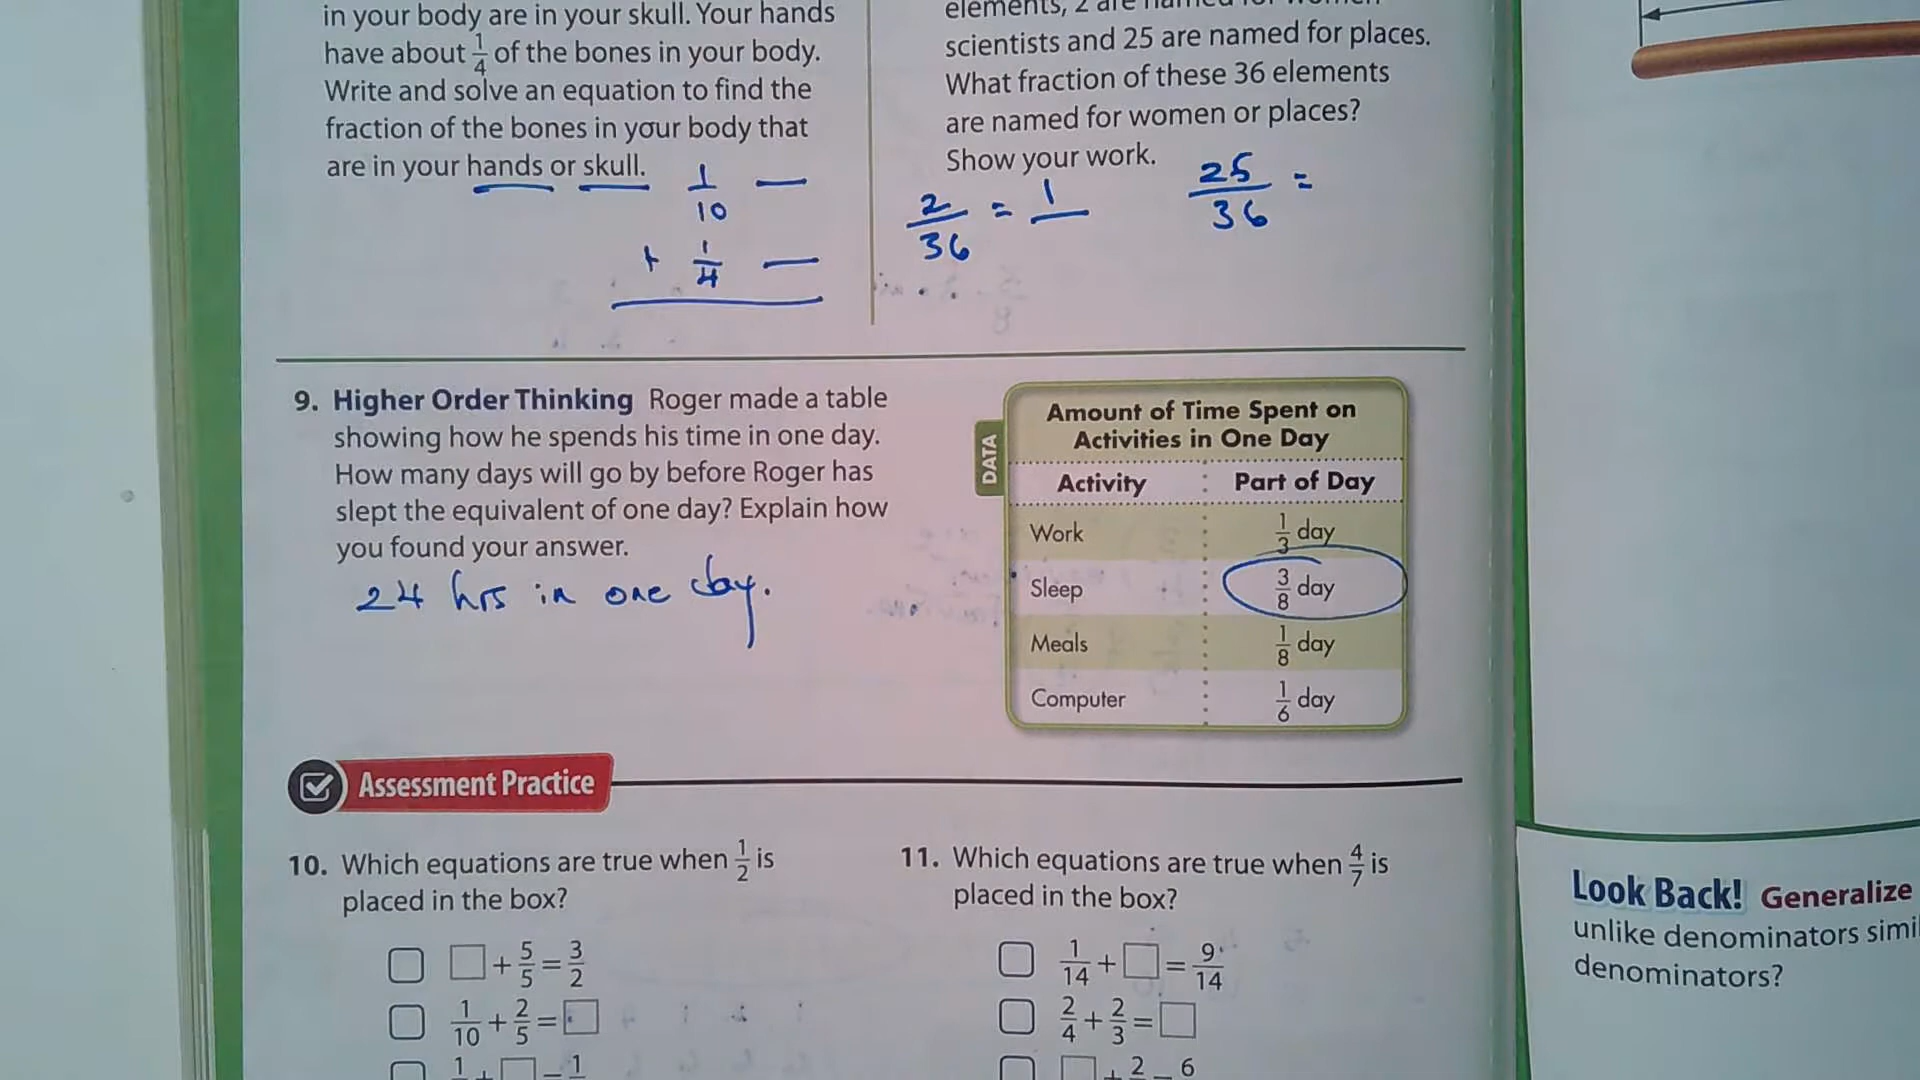 in your body are in your skull. Your hands
have about 1/4 of the bones in your body.
Write and solve an equation to find the
fraction of the bones in your body that
are in your hands or skull.
1/10
+ 1/4
scientists and 25 are named for places.
What fraction of these 36 elements
are named for women or places?
Show your work.
2/36 = 1
25/36 =
9. Higher Order Thinking Roger made a table
showing how he spends his time in one day.
How many days will go by before Roger has
slept the equivalent of one day? Explain how
you found your answer.
24 hrs in one day.
DATA
Amount of Time Spent on
Activities in One Day
Activity Part of Day
Work 1/3 day
Sleep 3/8 day
Meals 1/8 day
Computer 1/6 day
Assessment Practice
10. Which equations are true when 1/2 is
placed in the box?
□ + 5/5 = 3/2
1/10 + 2/5 = □
11. Which equations are true when 4/7 is
placed in the box?
1/14 + □ = 9/14
2/4 + 2/3 = □
Look Back! Generalize
unlike denominators simi
denominators?